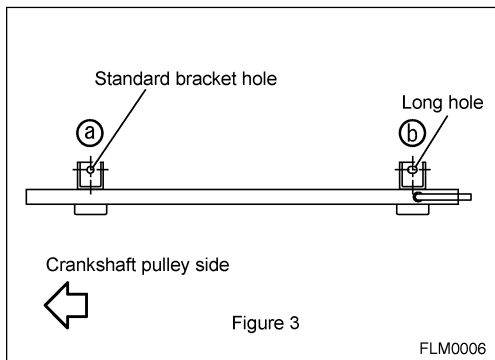 Standard bracket hole
Long hole
a
b
Crankshaft pulley side
Figure 3
FLM0006